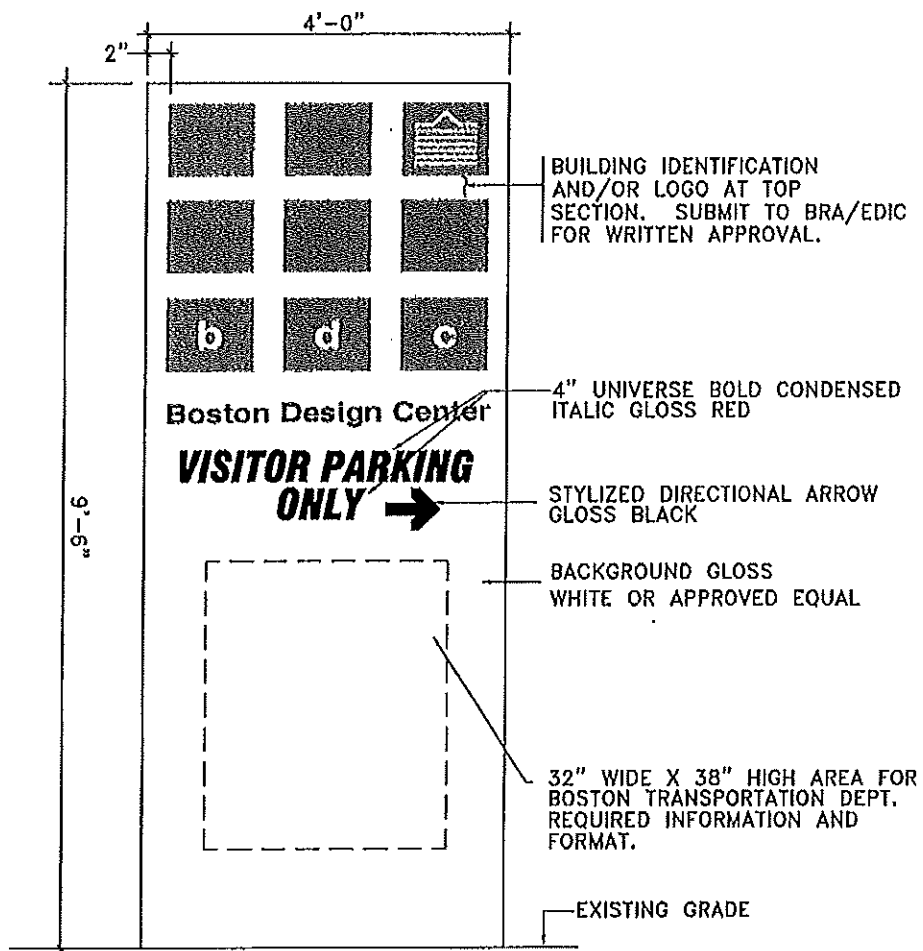 4'-0"
2"
BUILDING IDENTIFICATION
AND/OR LOGO AT TOP
SECTION. SUBMIT TO BRA/EDIC
FOR WRITTEN APPROVAL.
b d c
4" UNIVERSE BOLD CONDENSED
ITALIC GLOSS RED
Boston Design Center
VISITOR PARKING
ONLY
STYLIZED DIRECTIONAL ARROW
GLOSS BLACK
9'-6"
BACKGROUND GLOSS
WHITE OR APPROVED EQUAL
32" WIDE X 38" HIGH AREA FOR
BOSTON TRANSPORTATION DEPT.
REQUIRED INFORMATION AND
FORMAT.
EXISTING GRADE